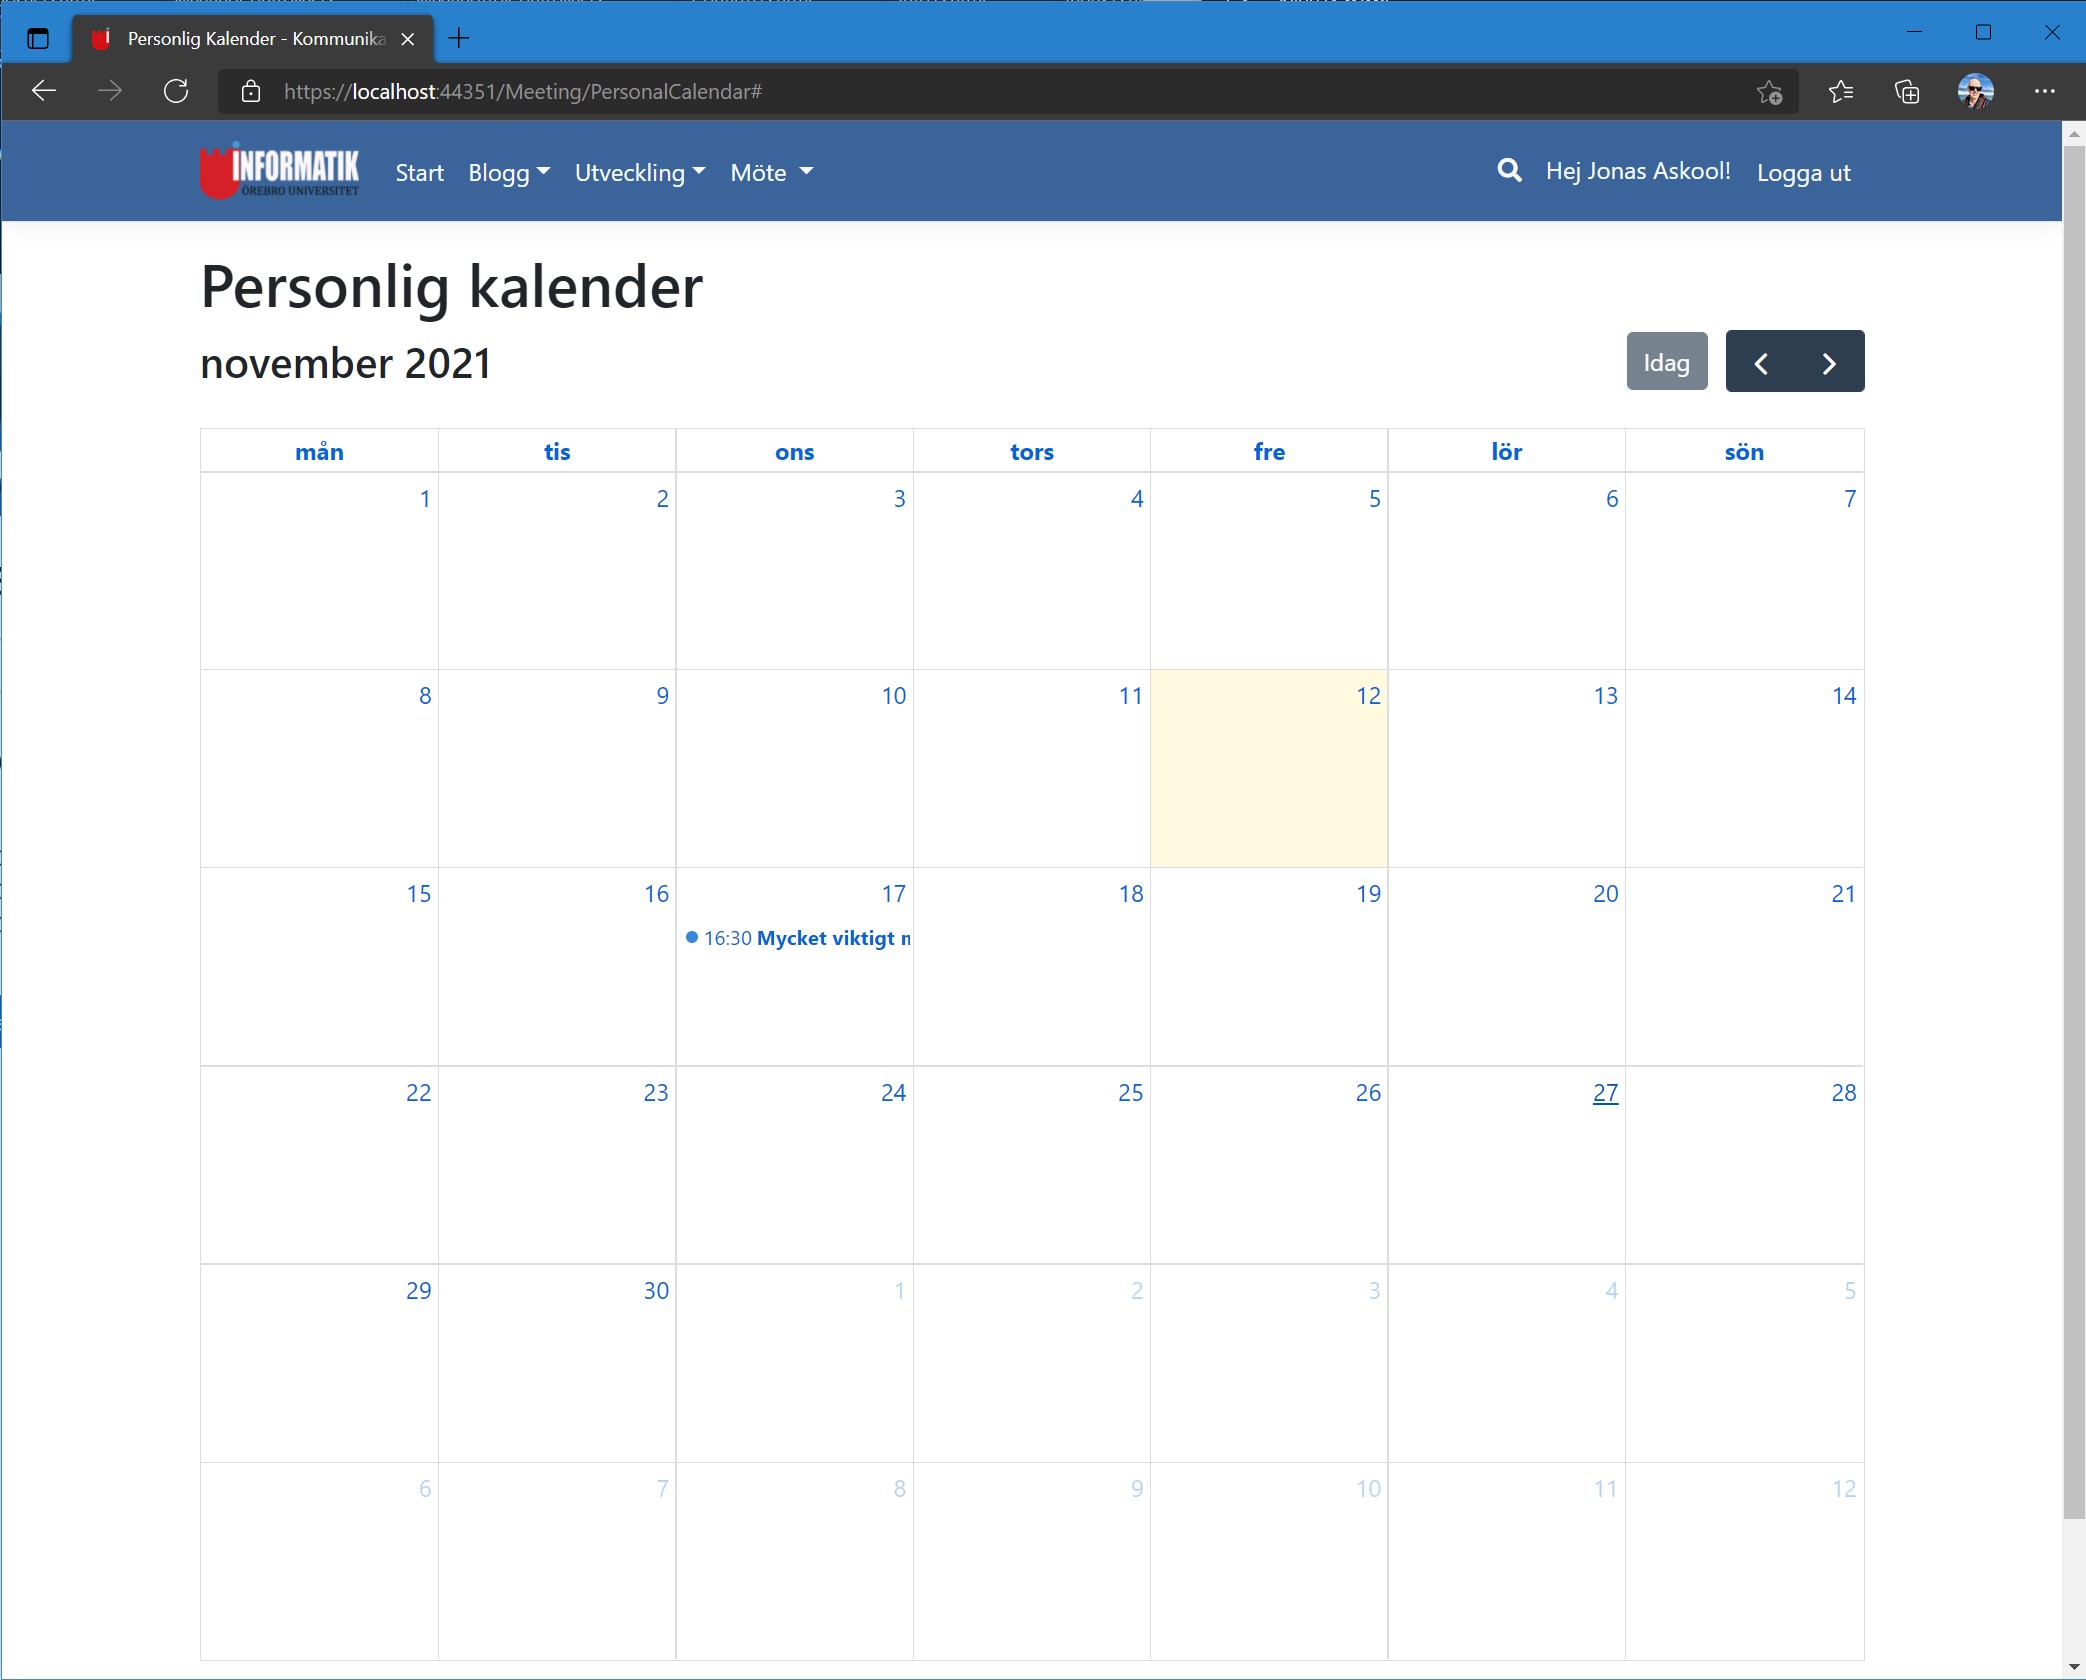 Personlig Kalender - Kommunika
https://localhost:44351/Meeting/PersonalCalendar#
INFORMATIK
ÖREBRO UNIVERSITET
Start Blogg Utveckling Möte Hej Jonas Askool! Logga ut
Personlig kalender
november 2021 Idag
mån tis ons tors fre lör sön
1 2 3 4 5 6 7
8 9 10 11 12 13 14
15 16 17 18 19 20 21
16:30 Mycket viktigt
22 23 24 25 26 27 28
29 30 1 2 3 4 5
6 7 8 9 10 11 12